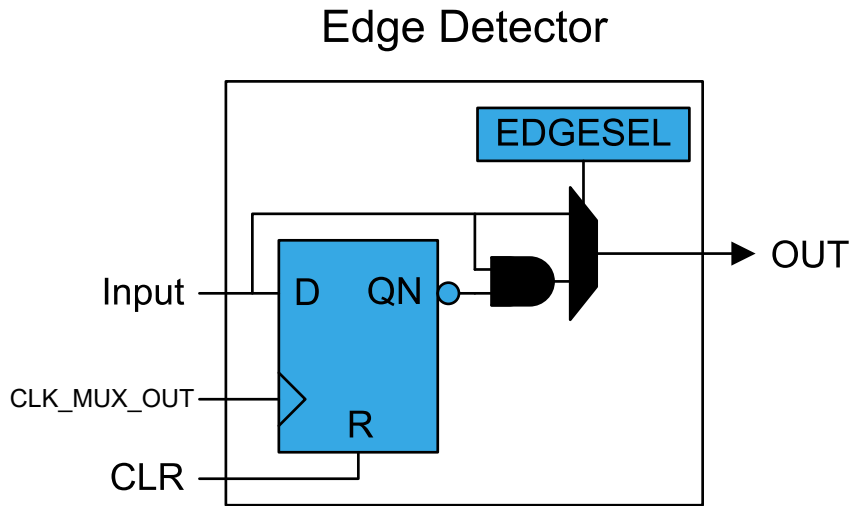 Edge Detector
EDGESEL
OUT
Input
D
QN
CLK_MUX_OUT
R
CLR